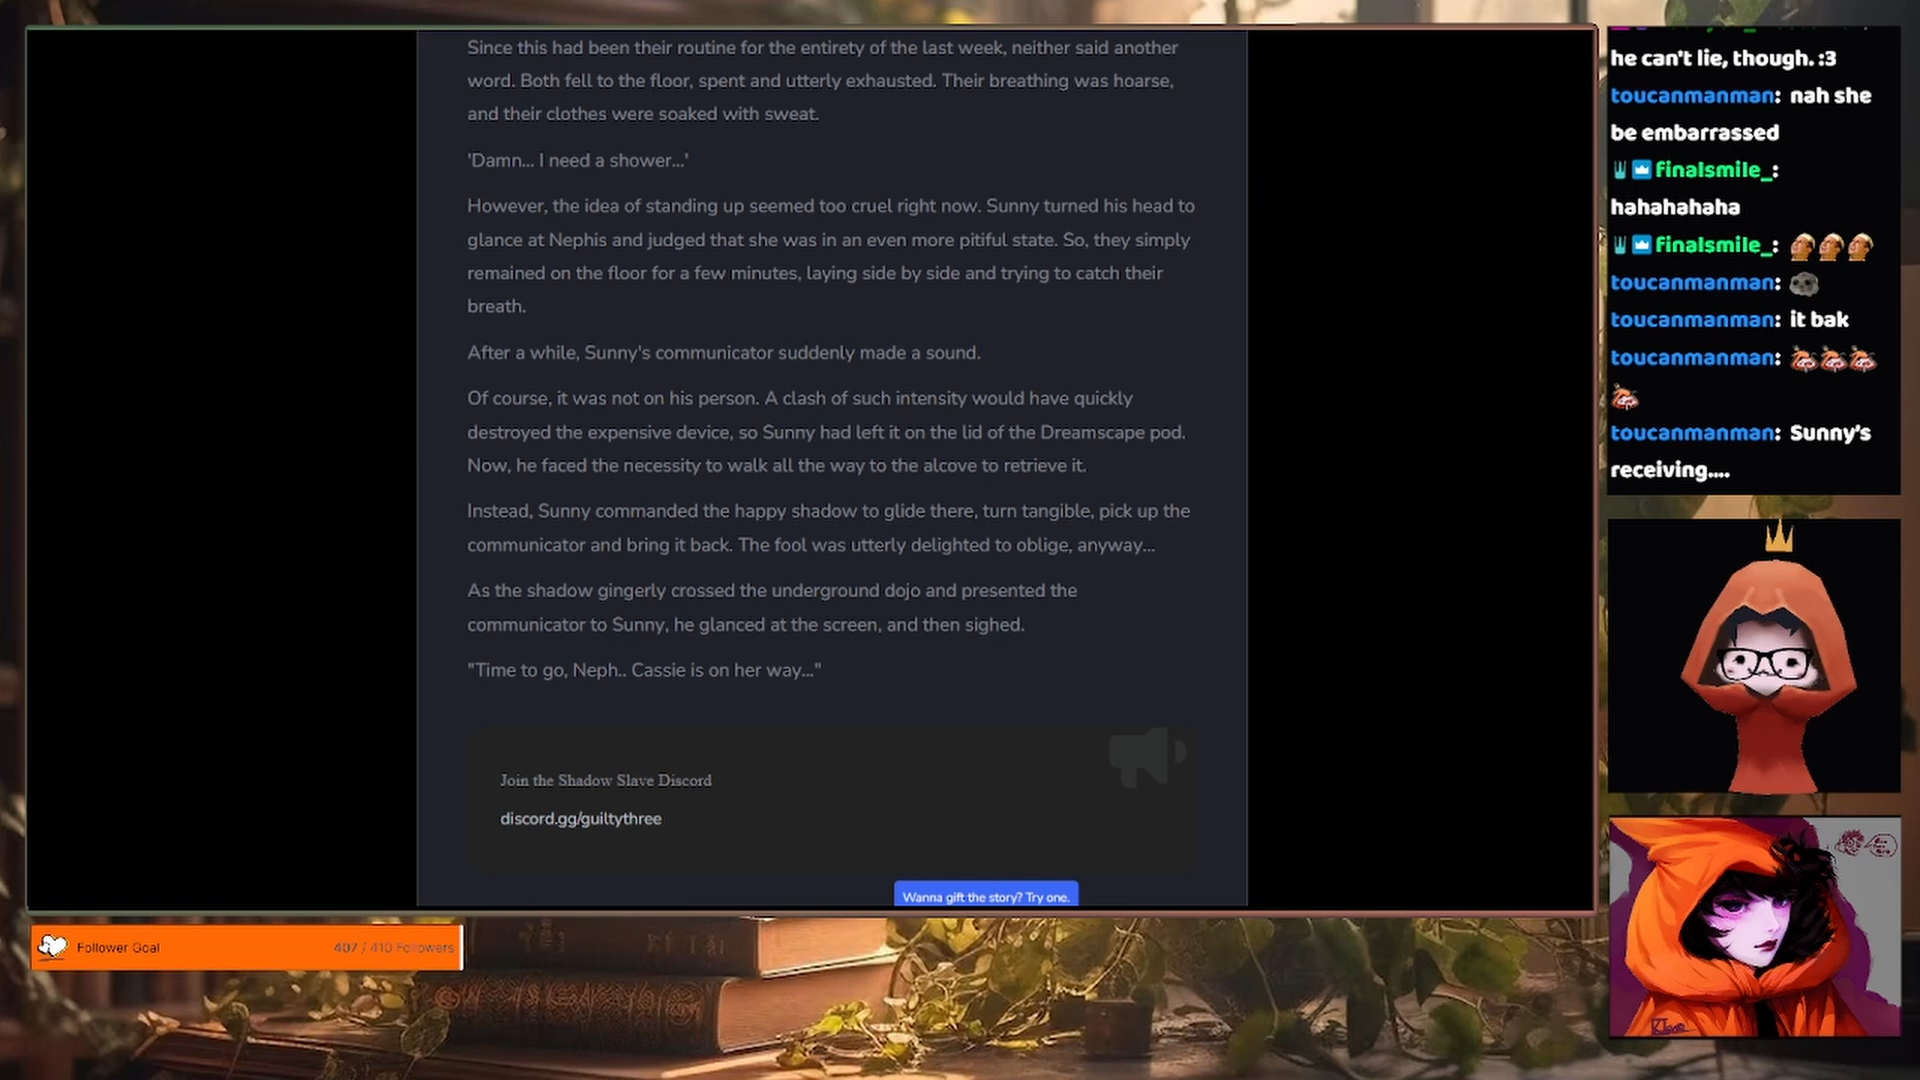 Since this had been their routine for the entirety of the last week, neither said another
word. Both fell to the floor, spent and utterly exhausted. Their breathing was hoarse,
and their clothes were soaked with sweat.
'Damn... I need a shower...'
However, the idea of standing up seemed too cruel right now. Sunny turned his head to
glance at Nephis and judged that she was in an even more pitiful state. So, they simply
remained on the floor for a few minutes, laying side by side and trying to catch their
breath.
After a while, Sunny's communicator suddenly made a sound.
Of course, it was not on his person. A clash of such intensity would have quickly
destroyed the expensive device, so Sunny had left it on the lid of the Dreamscape pod.
Now, he faced the necessity to walk all the way to the alcove to retrieve it.
Instead, Sunny commanded the happy shadow to glide there, turn tangible, pick up the
communicator and bring it back. The fool was utterly delighted to oblige, anyway...
As the shadow gingerly crossed the underground dojo and presented the
communicator to Sunny, he glanced at the screen, and then sighed.
"Time to go, Neph.. Cassie is on her way..."
Join the Shadow Slave Discord
discord.gg/guiltythree
Wanna gift the story? Try one.
he can't lie, though. :3
toucanmanman: nah she
be embarrassed
finalsmile_:
hahahahaha
finalsmile_:
toucanmanman:
toucanmanman: it bak
toucanmanman:
toucanmanman: Sunny's
receiving....
Follower Goal
407 / 410 Followers